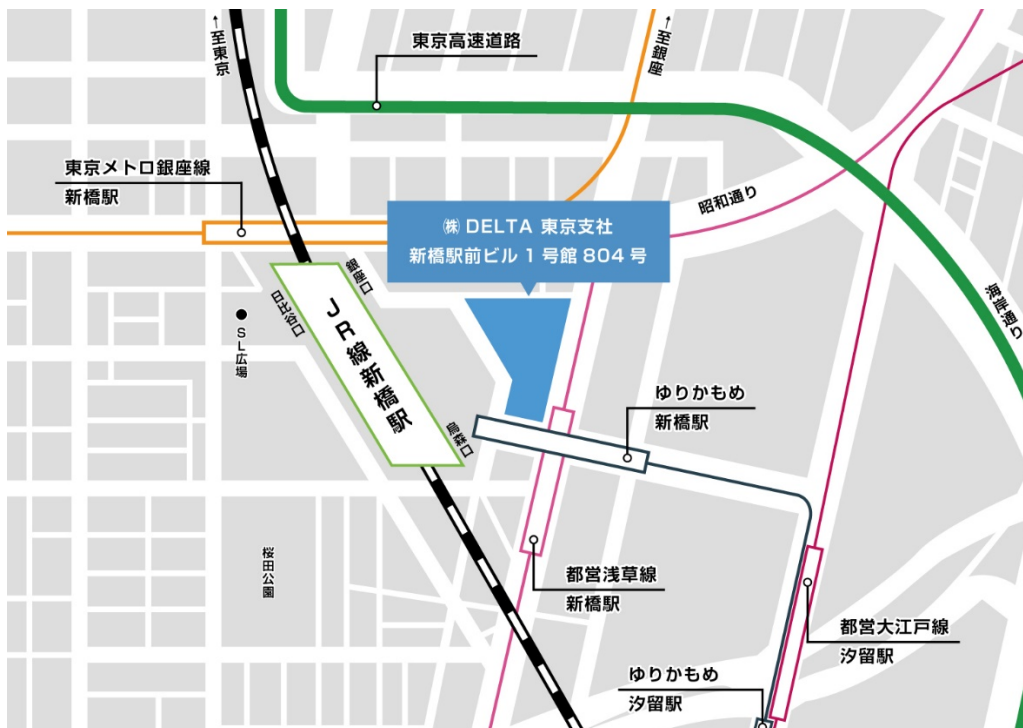 ←至東京
東京高速道路
←至銀座
東京メトロ銀座線
新橋駅
昭和通り
㈱ DELTA 東京支社
新橋駅前ビル 1 号館 804 号
銀座口
日比谷口
JR線新橋駅
海岸通り
SL広場
ゆりかもめ
新橋駅
烏森口
桜田公園
都営浅草線
新橋駅
都営大江戸線
汐留駅
ゆりかもめ
汐留駅